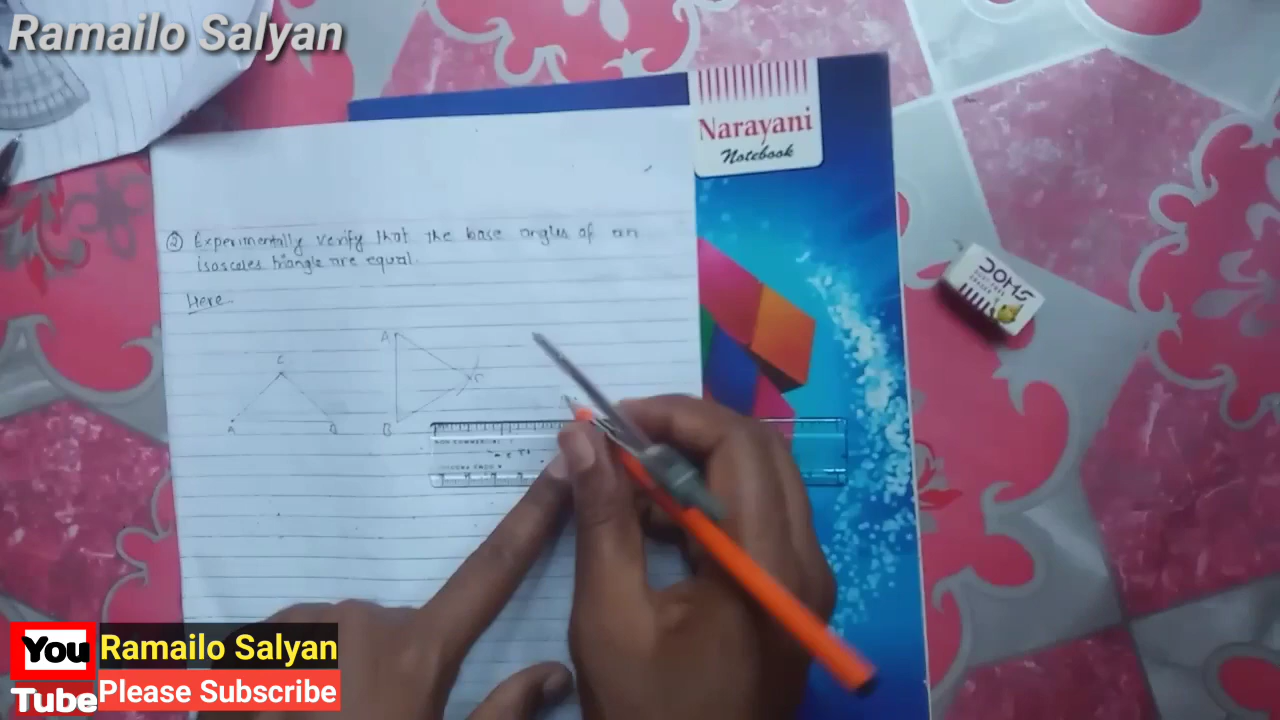 Ramailo Salyan
Narayani
Notebook
② Experimentally verify that the base angles of an
isosceles triangle are equal.
Here
C
A
B
A
B
C
DOMS
You
Tube
Ramailo Salyan
Please Subscribe